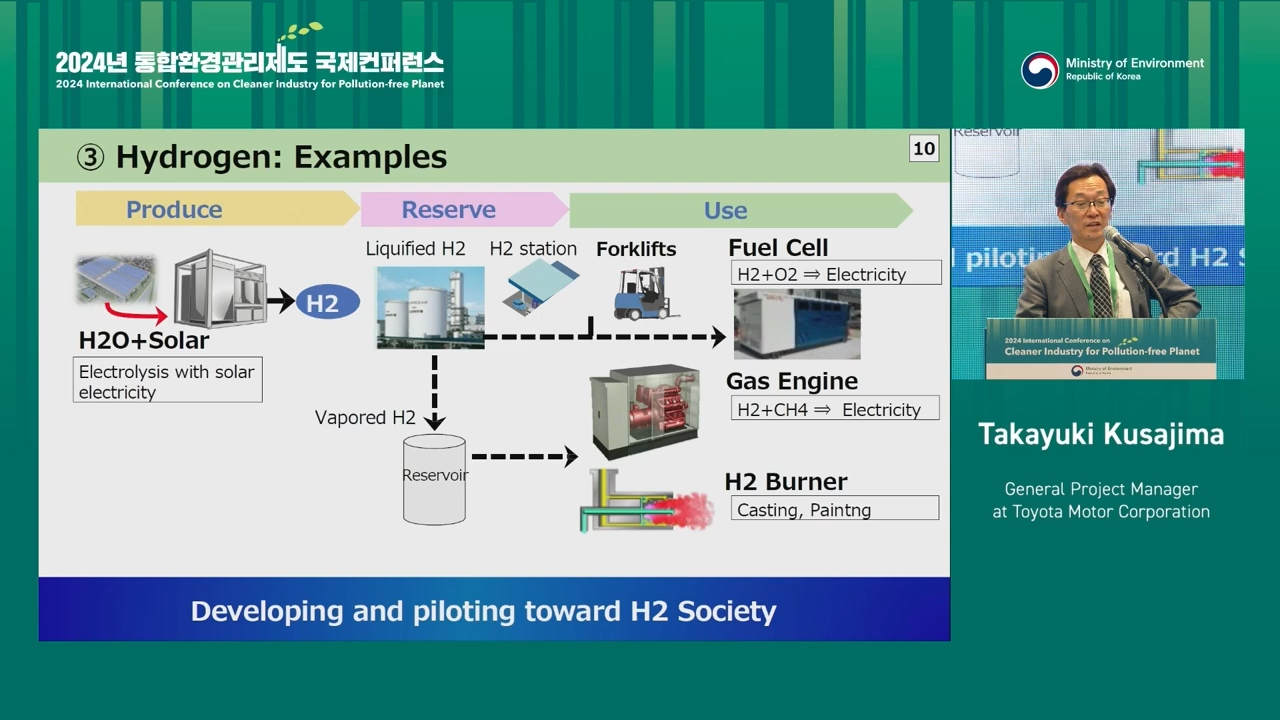 2024년 통합환경관리제도 국제컨퍼런스
2024 International Conference on Cleaner Industry for Pollution-free Planet
Ministry of Environment
Republic of Korea
③ Hydrogen: Examples
10
Produce
Reserve
Use
Liquified H2
H2 station
Forklifts
Fuel Cell
H2+O2 ⇒ Electricity
H2
H2O+Solar
Electrolysis with solar
electricity
Vapored H2
Reservoir
Gas Engine
H2+CH4 ⇒ Electricity
H2 Burner
Casting, Paintng
Developing and piloting toward H2 Society
Reservoir
piloting
rd H2 S
2024 International Conference on
Cleaner Industry for Pollution-free Planet
Ministry of Environment
Takayuki Kusajima
General Project Manager
at Toyota Motor Corporation